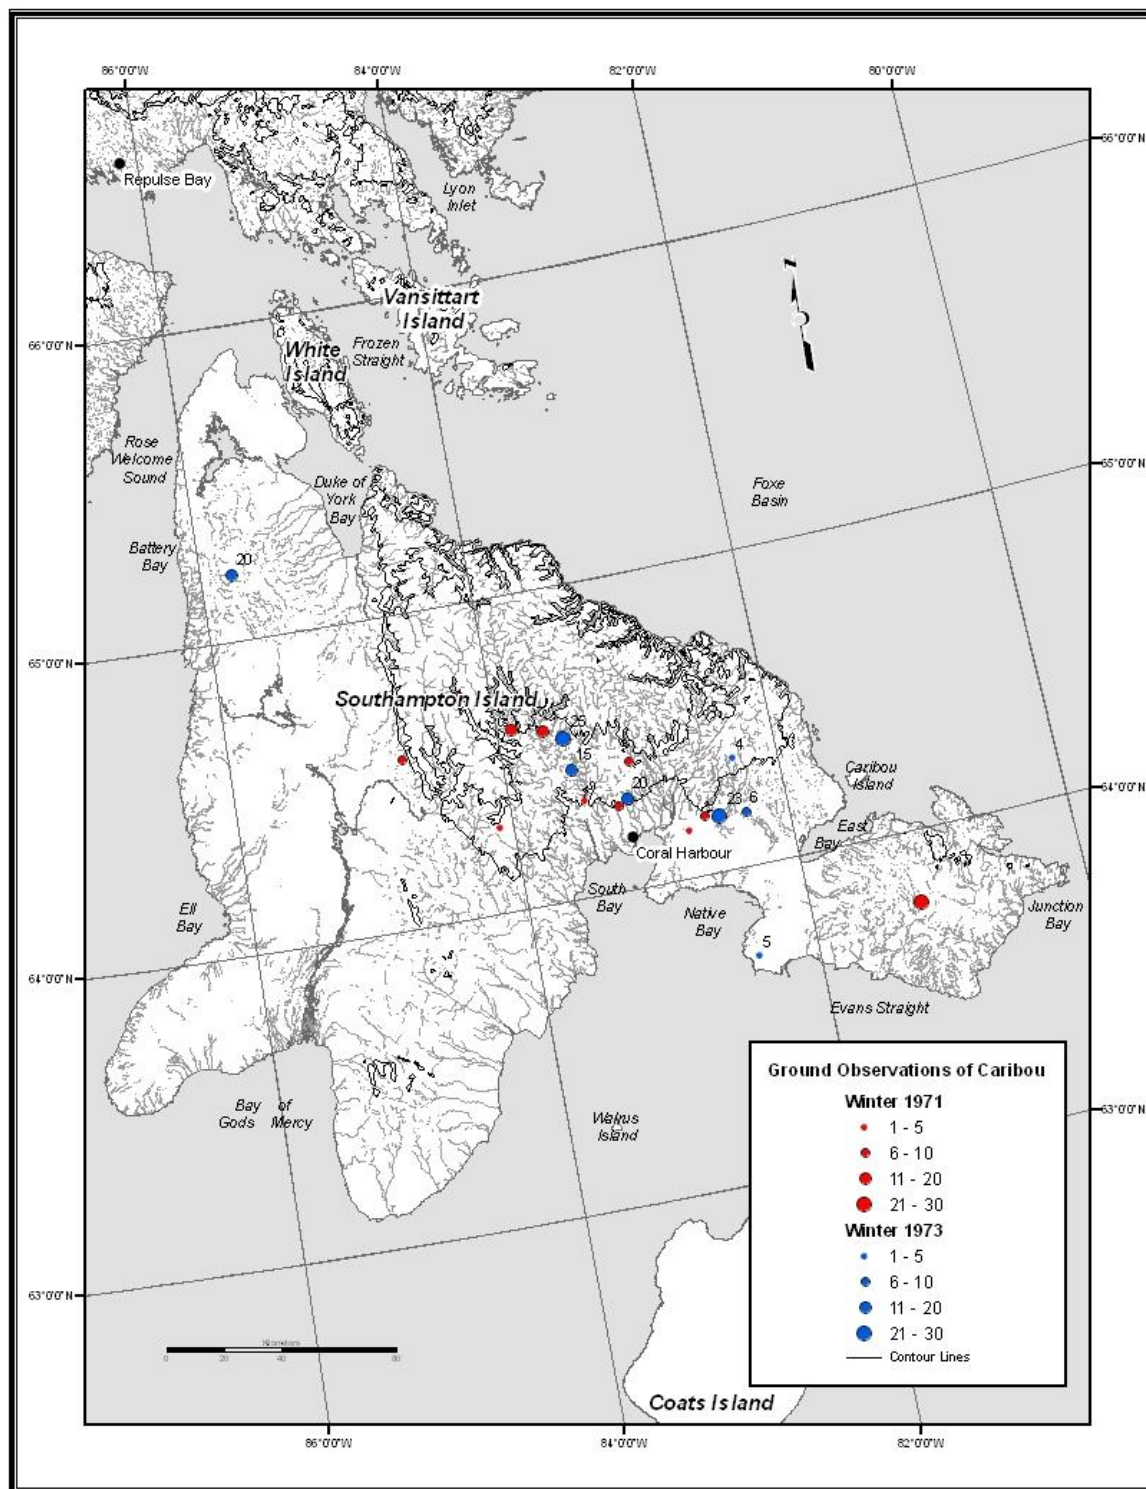 86°0'0"W 84°0'0"W 82°0'0"W 80°0'0"W
66°0'0"N
Repulse Bay
Lyon
Inlet
Vansittart
Island
66°0'0"N
White
Island
Frozen
Straight
Rose
Welcome
Sound
Duke of
York
Bay
Foxe
Basin
65°0'0"N
Battery
Bay
20
65°0'0"N
Southampton Island
25
15
4
Caribou
Island
64°0'0"N
20
23 6
Coral Harbour
East
Bay
South
Bay
Native
Bay
Junction
Bay
Ell
Bay
5
64°0'0"N
Evans Straight
Bay of
Gods Mercy
Walrus
Island
63°0'0"N
Ground Observations of Caribou
Winter 1971
1 - 5
6 - 10
11 - 20
21 - 30
Winter 1973
1 - 5
6 - 10
11 - 20
21 - 30
Contour Lines
63°0'0"N
Kilometers
0 20 40 80
Coats Island
86°0'0"W 84°0'0"W 82°0'0"W